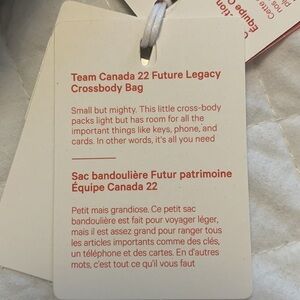 Team Canada 22 Future Legacy
Crossbody Bag
Small but mighty. This little cross-body
packs light but has room for all the
important things like keys, phone, and
cards. In other words, it's all you need
Sac bandoulière Futur patrimoine
Équipe Canada 22
Petit mais grandiose. Ce petit sac
bandoulière est fait pour voyager léger,
mais il est assez grand pour ranger tous
les articles importants comme des clés,
un téléphone et des cartes. En d'autres
mots, c'est tout ce qu'il vous faut
Équipe
Cette
nos